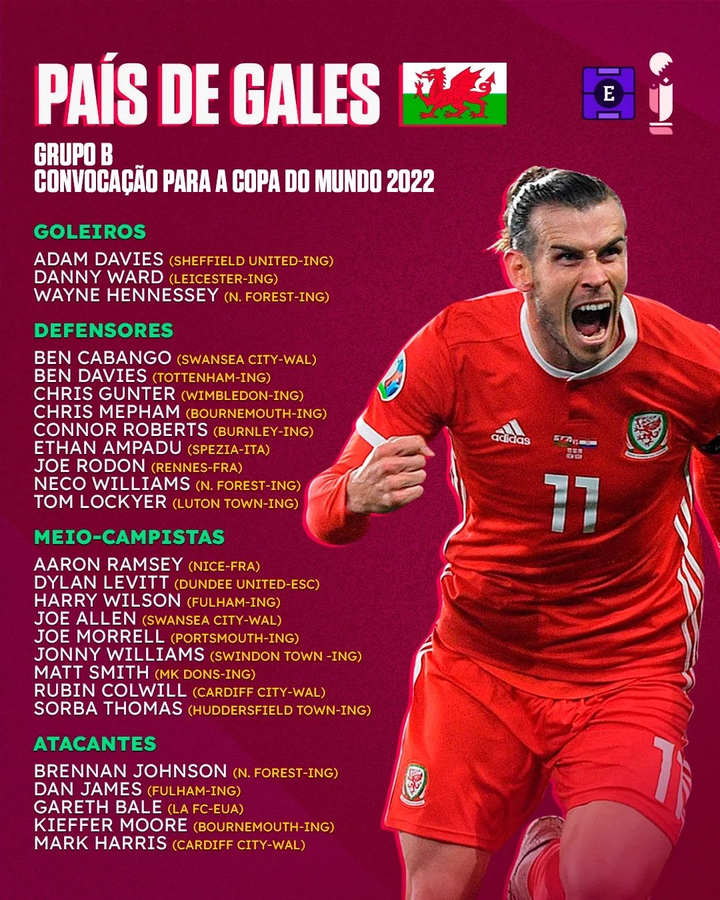 PAÍS DE GALES
E
GRUPO B
CONVOCAÇÃO PARA A COPA DO MUNDO 2022
GOLEIROS
ADAM DAVIES (SHEFFIELD UNITED-ING)
DANNY WARD (LEICESTER-ING)
WAYNE HENNESSEY (N. FOREST-ING)
DEFENSORES
BEN CABANGO (SWANSEA CITY-WAL)
BEN DAVIES (TOTTENHAM-ING)
CHRIS GUNTER (WIMBLEDON-ING)
CHRIS MEPHAM (BOURNEMOUTH-ING)
CONNOR ROBERTS (BURNLEY-ING)
ETHAN AMPADU (SPEZIA-ITA)
JOE RODON (RENNES-FRA)
NECO WILLIAMS (N. FOREST-ING)
TOM LOCKYER (LUTON TOWN-ING)
MEIO-CAMPISTAS
AARON RAMSEY (NICE-FRA)
DYLAN LEVITT (DUNDEE UNITED-ESC)
HARRY WILSON (FULHAM-ING)
JOE ALLEN (SWANSEA CITY-WAL)
JOE MORRELL (PORTSMOUTH-ING)
JONNY WILLIAMS (SWINDON TOWN -ING)
MATT SMITH (MK DONS-ING)
RUBIN COLWILL (CARDIFF CITY-WAL)
SORBA THOMAS (HUDDERSFIELD TOWN-ING)
ATACANTES
BRENNAN JOHNSON (N. FOREST-ING)
DAN JAMES (FULHAM-ING)
GARETH BALE (LA FC-EUA)
KIEFFER MOORE (BOURNEMOUTH-ING)
MARK HARRIS (CARDIFF CITY-WAL)
adidas
11
11